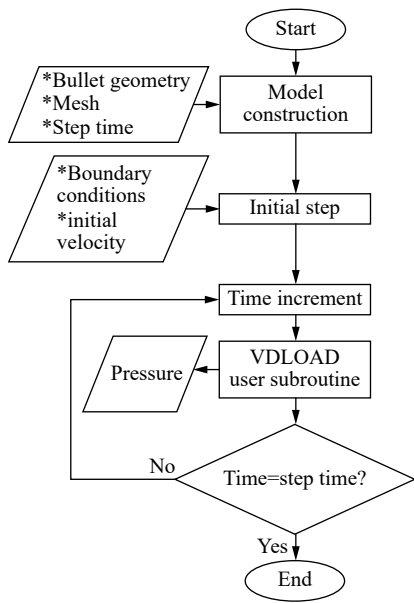 Start
*Bullet geometry
*Mesh
*Step time
Model
construction
*Boundary
conditions
*initial
velocity
Initial step
Time increment
VDLOAD
user subroutine
Pressure
Time=step time?
No
Yes
End